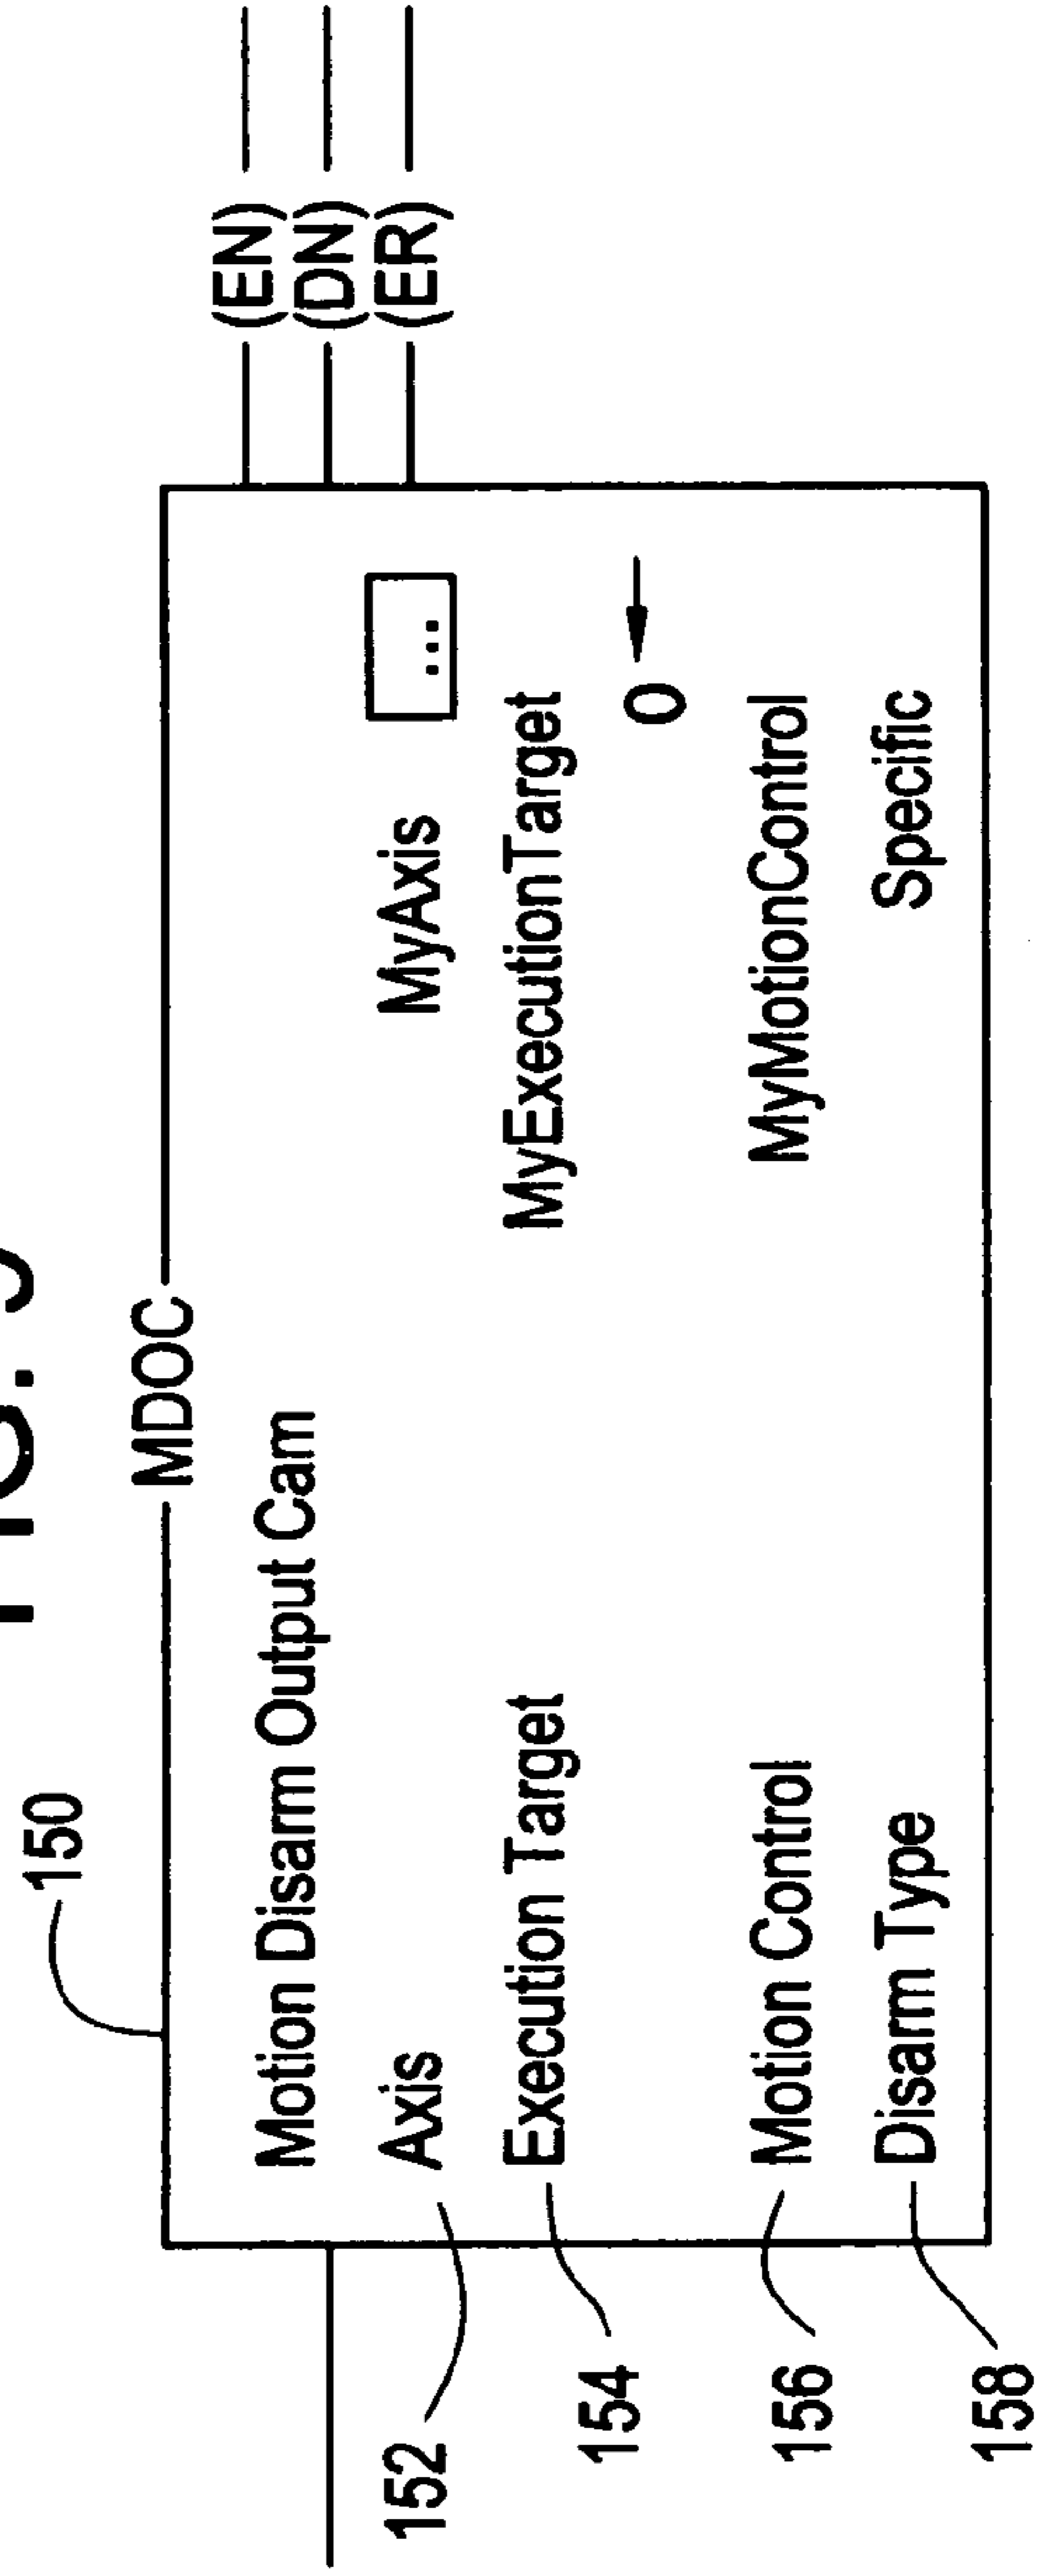 150
MDOC
(EN)
Motion Disarm Output Cam
(DN)
152 Axis MyAxis ...
(ER)
154 Execution Target MyExecutionTarget
0
156 Motion Control MyMotionControl
158 Disarm Type Specific